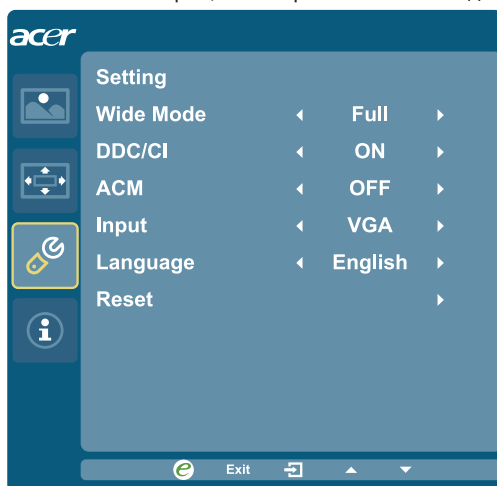 acer
Setting
Wide Mode Full
DDC/CI ON
ACM OFF
Input VGA
Language English
Reset
e Exit